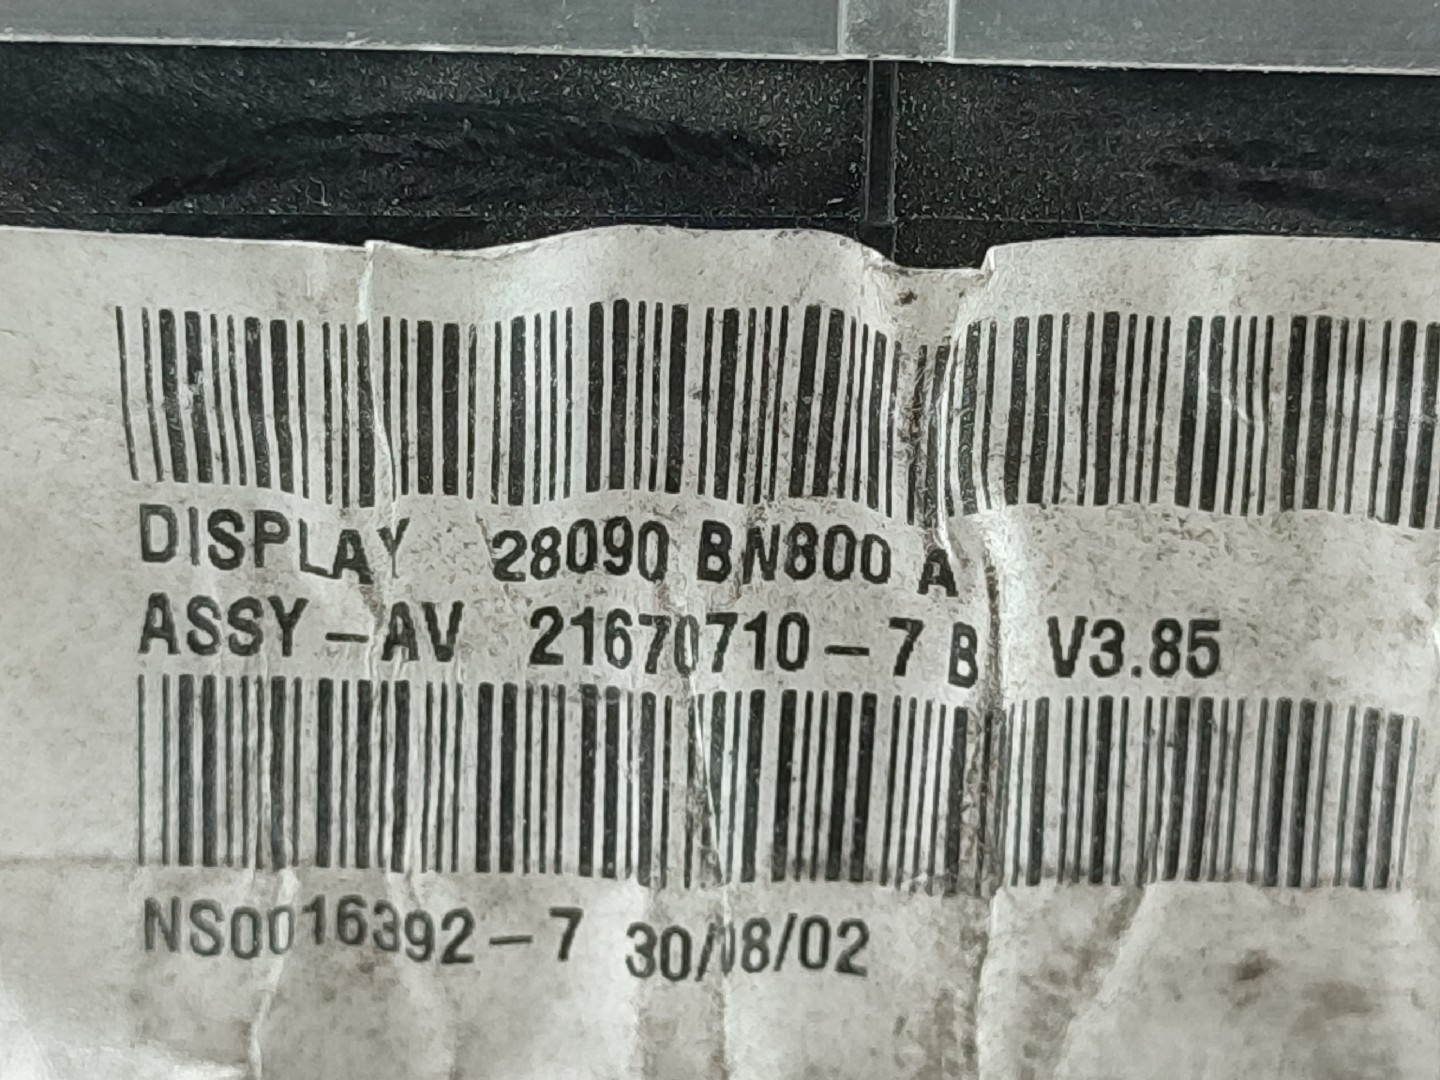 DISPLAY 28090 BN800 A
ASSY-AV 21670710-7 B V3.85
NS0016392-7 30/08/02